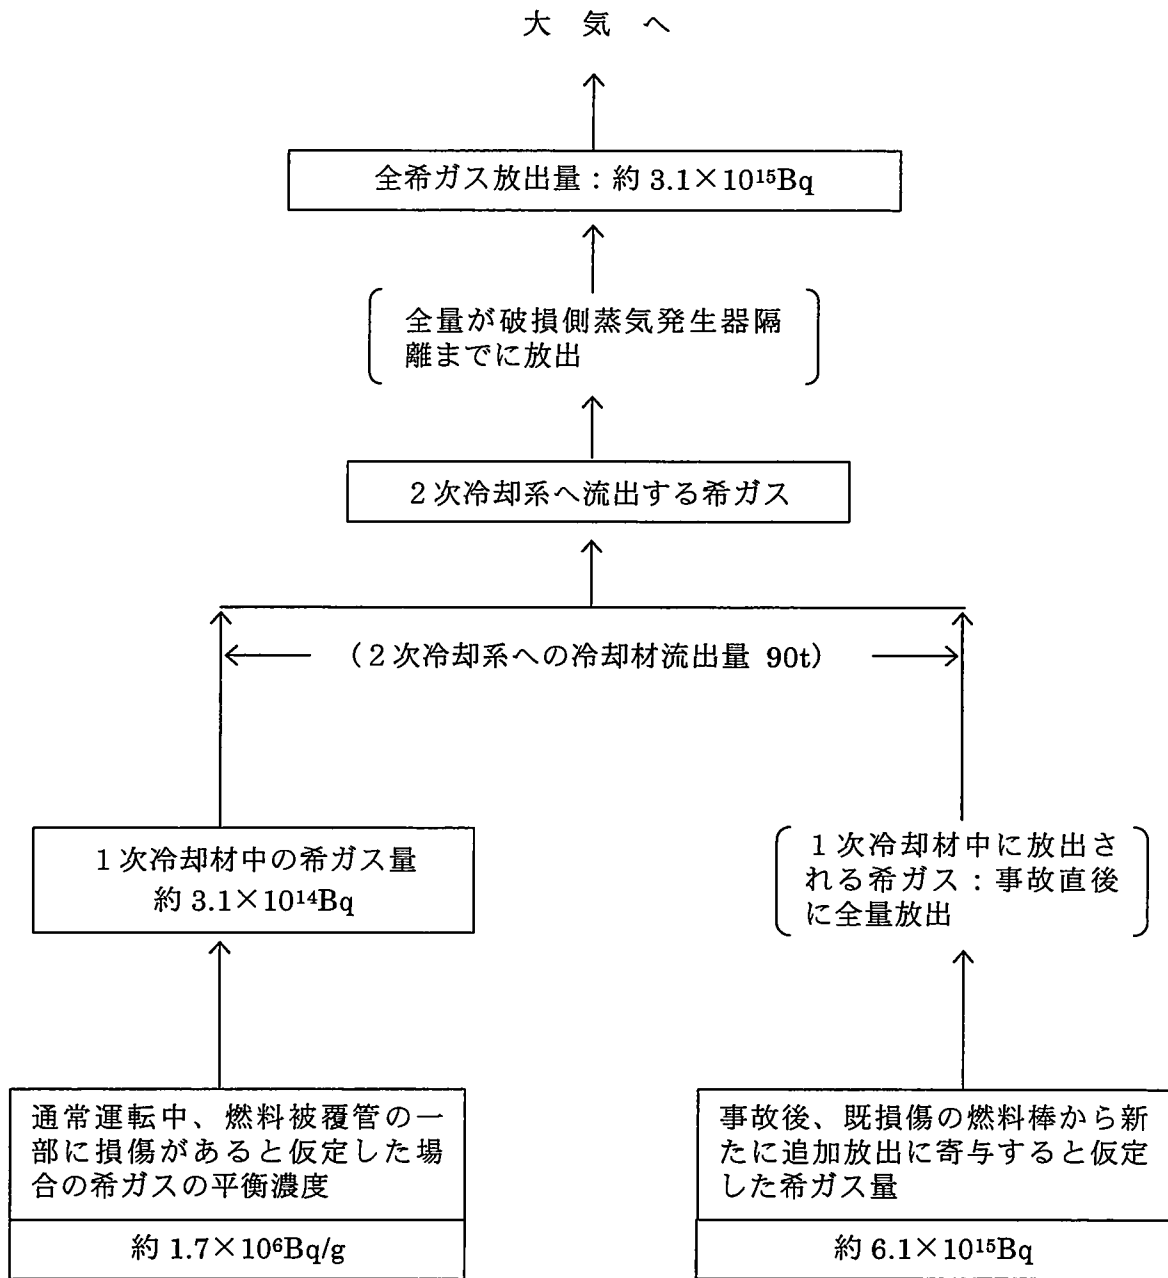 大 気 へ
全希ガス放出量：約 3.1×10¹⁵Bq
全量が破損側蒸気発生器隔
離までに放出
２次冷却系へ流出する希ガス
（２次冷却系への冷却材流出量 90t）
１次冷却材中の希ガス量
約 3.1×10¹⁴Bq
１次冷却材中に放出さ
れる希ガス：事故直後
に全量放出
通常運転中、燃料被覆管の一
部に損傷があると仮定した場
合の希ガスの平衡濃度
約 1.7×10⁶Bq/g
事故後、既損傷の燃料棒から新
たに追加放出に寄与すると仮定
した希ガス量
約 6.1×10¹⁵Bq